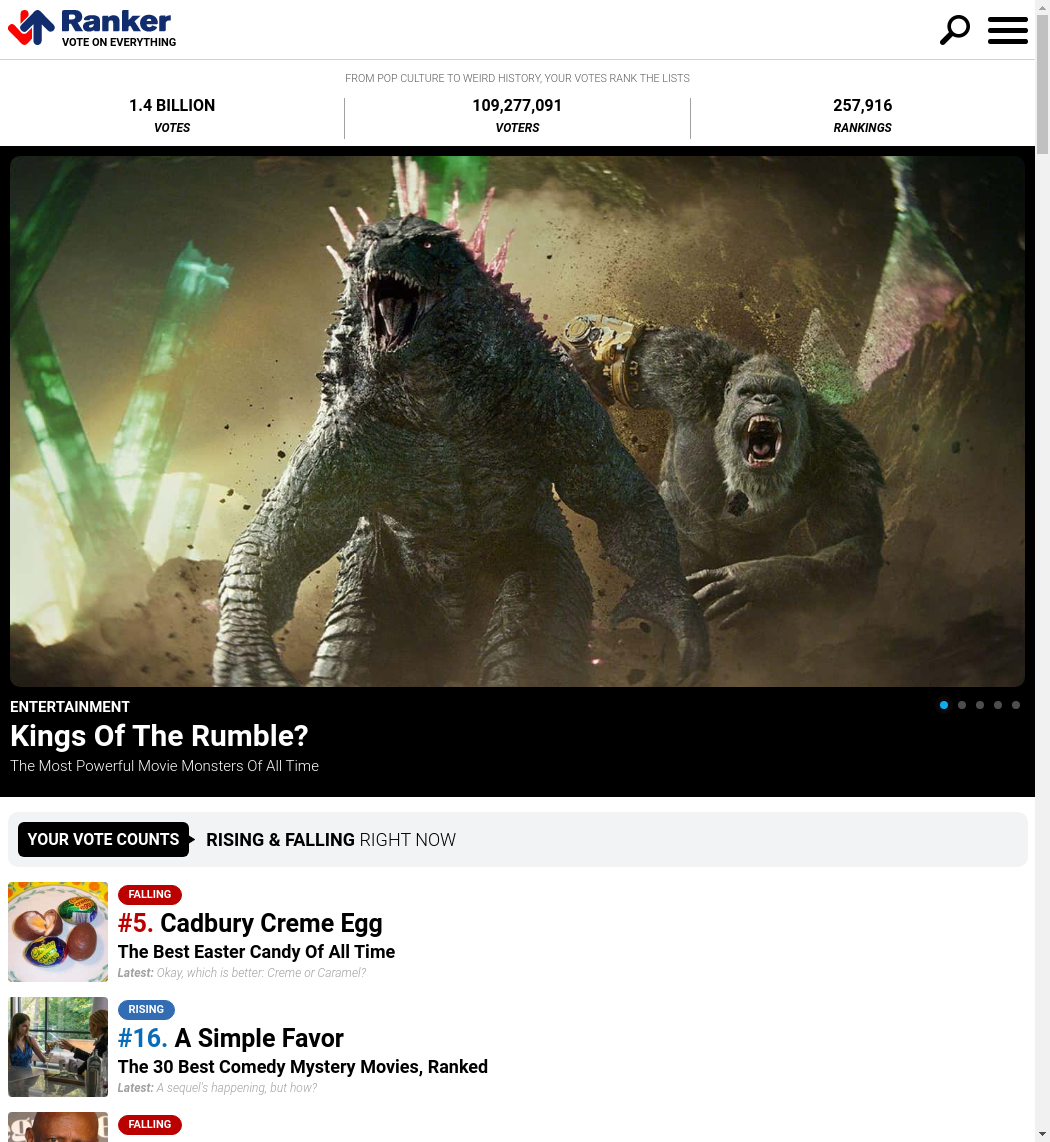 Ranker
VOTE ON EVERYTHING
FROM POP CULTURE TO WEIRD HISTORY, YOUR VOTES RANK THE LISTS
1.4 BILLION
VOTES
109,277,091
VOTERS
257,916
RANKINGS
ENTERTAINMENT
Kings Of The Rumble?
The Most Powerful Movie Monsters Of All Time
YOUR VOTE COUNTS RISING & FALLING RIGHT NOW
FALLING
#5. Cadbury Creme Egg
The Best Easter Candy Of All Time
Latest: Okay, which is better: Creme or Caramel?
RISING
#16. A Simple Favor
The 30 Best Comedy Mystery Movies, Ranked
Latest: A sequel's happening, but how?
FALLING